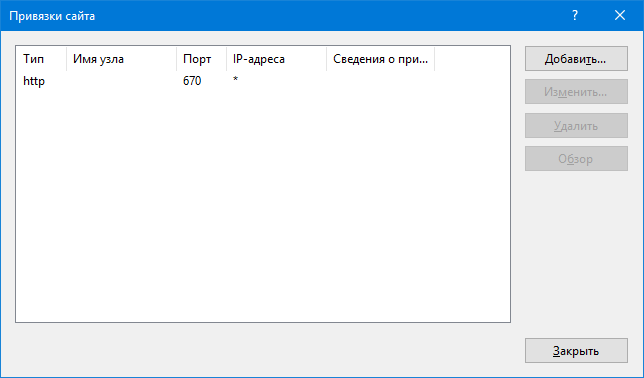 Привязки сайта ?
Тип Имя узла Порт IP-адреса Сведения о при...
http 670 *
Добавить...
Изменить...
Удалить
Обзор
Закрыть